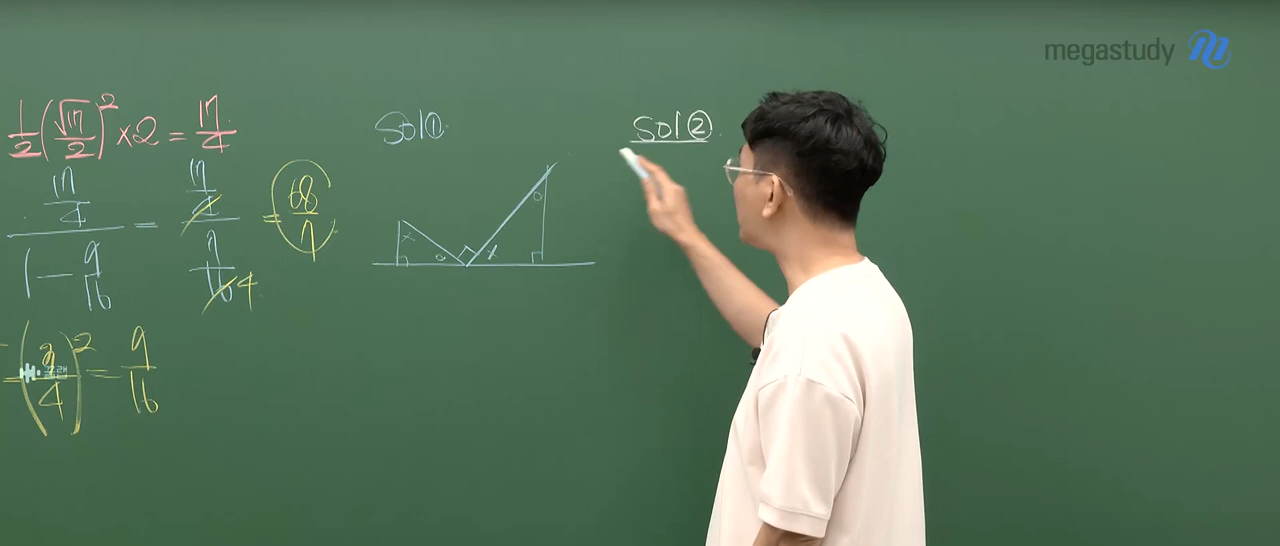 megastudy
1/2(√17/2)² × 2 = 17/4
17/4 / 1 - 9/16 = 17/4 / 7/16 4 = 68/7
(3/4)² = 9/16
Sol①
× ○ × ○
Sol②